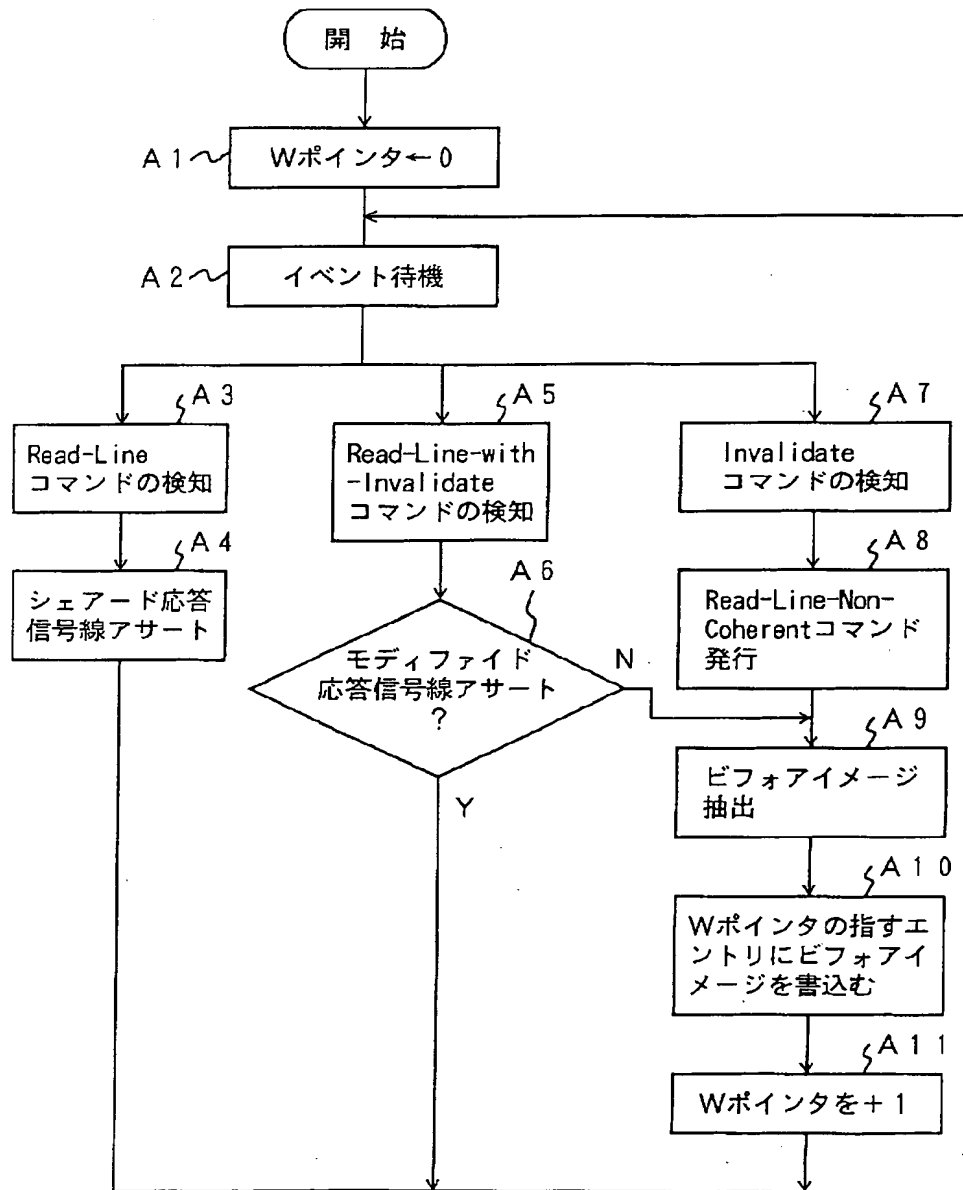 開 始
A1
Wポインタ←0
A2
イベント待機
A3
Read-Line
コマンドの検知
A4
シェアード応答
信号線アサート
A5
Read-Line-with
-Invalidate
コマンドの検知
A6
モディファイド
応答信号線アサート
?
N
Y
A7
Invalidate
コマンドの検知
A8
Read-Line-Non-
Coherentコマンド
発行
A9
ビフォアイメージ
抽出
A10
Wポインタの指すエ
ントリにビフォアイ
メージを書込む
A11
Wポインタを+1